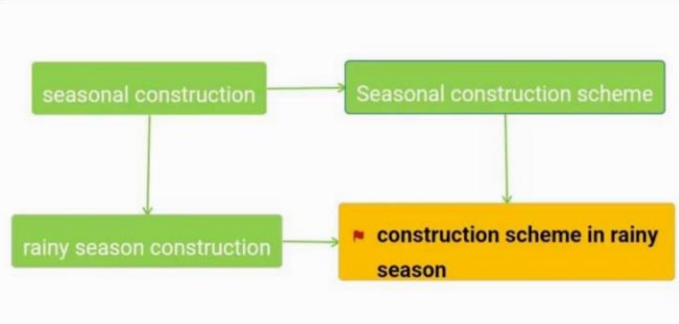 seasonal construction
Seasonal construction scheme
rainy season construction
construction scheme in rainy
season